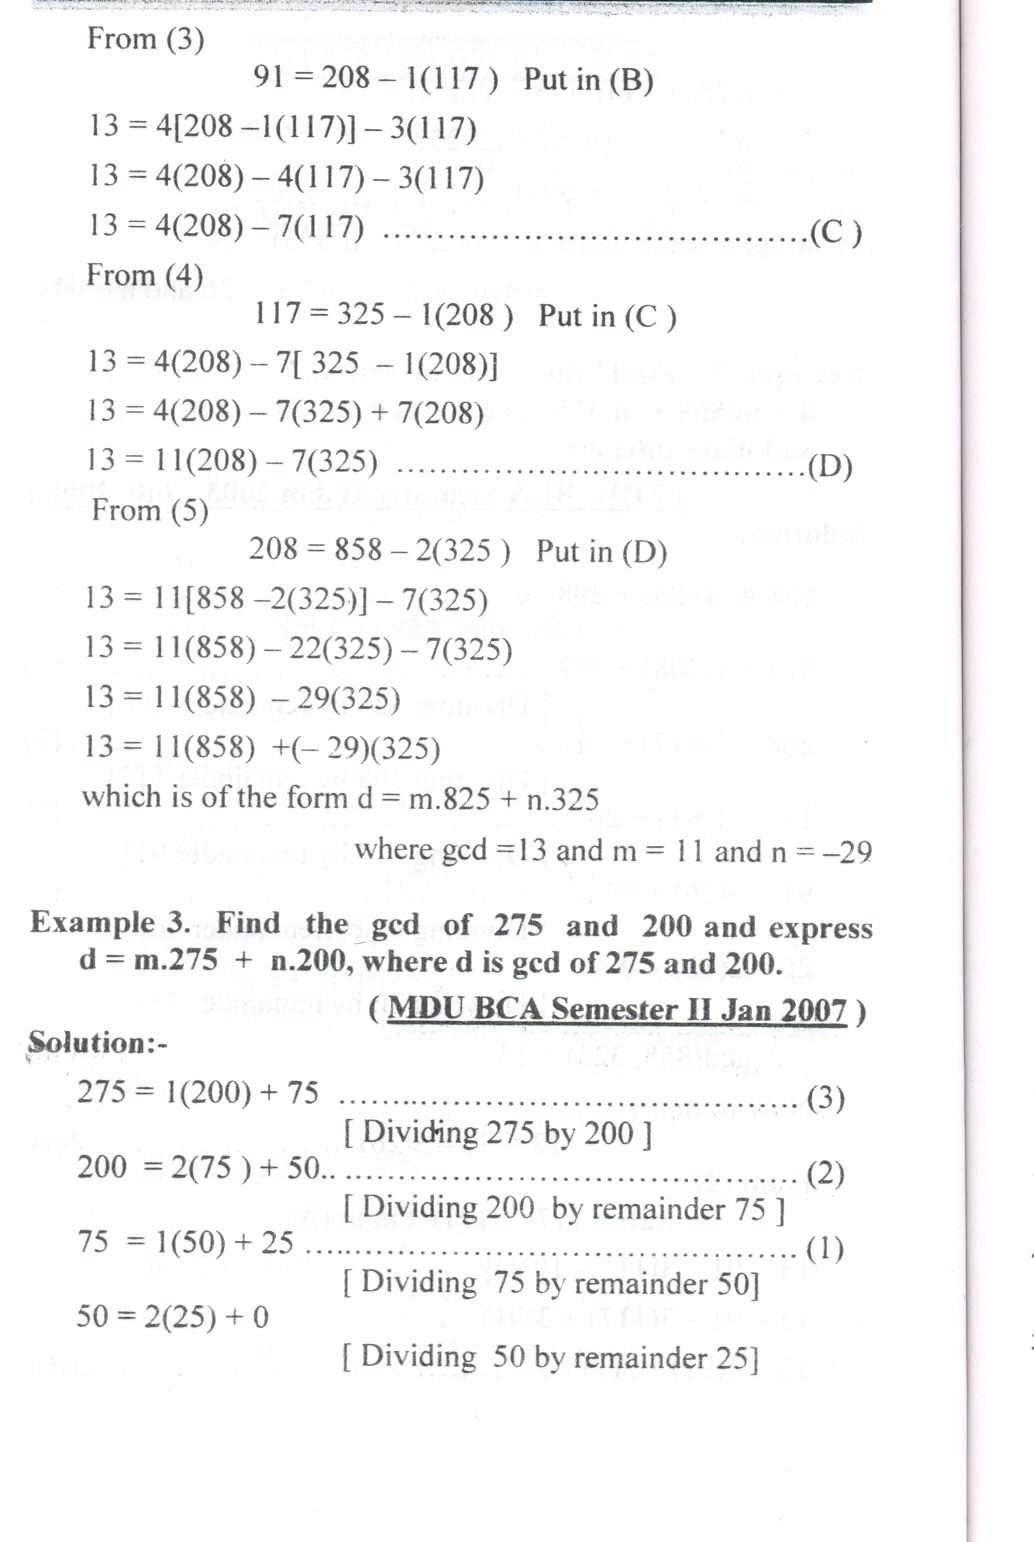 From (3)
91 = 208 – 1(117 ) Put in (B)
13 = 4[208 –1(117)] – 3(117)
13 = 4(208) – 4(117) – 3(117)
13 = 4(208) – 7(117) ......................................(C )
From (4)
117 = 325 – 1(208 ) Put in (C )
13 = 4(208) – 7[ 325 – 1(208)]
13 = 4(208) – 7(325) + 7(208)
13 = 11(208) – 7(325) .....................................(D)
From (5)
208 = 858 – 2(325 ) Put in (D)
13 = 11[858 –2(325)] – 7(325)
13 = 11(858) – 22(325) – 7(325)
13 = 11(858) – 29(325)
13 = 11(858) +(– 29)(325)
which is of the form d = m.825 + n.325
where gcd =13 and m = 11 and n = –29
Example 3. Find the gcd of 275 and 200 and express
d = m.275 + n.200, where d is gcd of 275 and 200.
(MDU BCA Semester II Jan 2007 )
Solution:-
275 = 1(200) + 75 ..........................................(3)
[ Dividing 275 by 200 ]
200 = 2(75 ) + 50.. ......................................... (2)
[ Dividing 200 by remainder 75 ]
75 = 1(50) + 25 ............................................. (1)
[ Dividing 75 by remainder 50]
50 = 2(25) + 0
[ Dividing 50 by remainder 25]